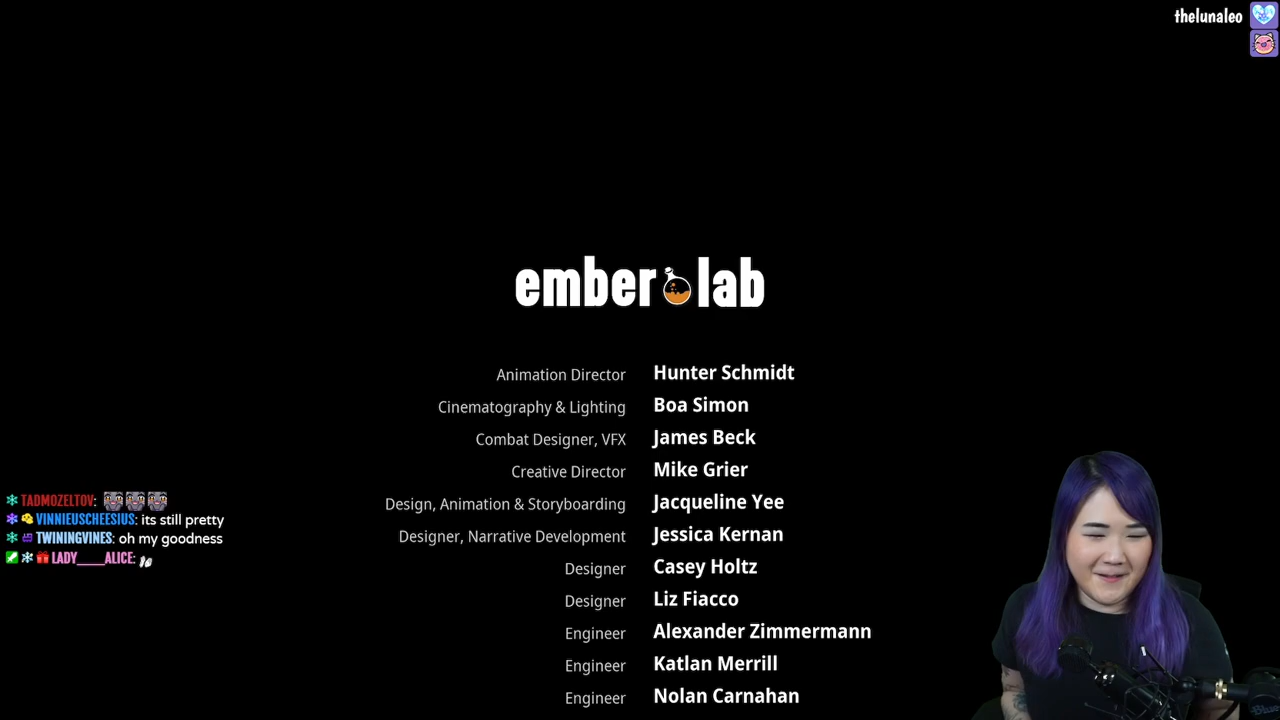 thelunaleo
ember lab
Animation Director Hunter Schmidt
Cinematography & Lighting Boa Simon
Combat Designer, VFX James Beck
Creative Director Mike Grier
Design, Animation & Storyboarding Jacqueline Yee
Designer, Narrative Development Jessica Kernan
Designer Casey Holtz
Designer Liz Fiacco
Engineer Alexander Zimmermann
Engineer Katlan Merrill
Engineer Nolan Carnahan
TADMOZELTOV:
VINNIEUSCHEESIUS: its still pretty
TWININGVINES: oh my goodness
LADY____ALICE:
Blue